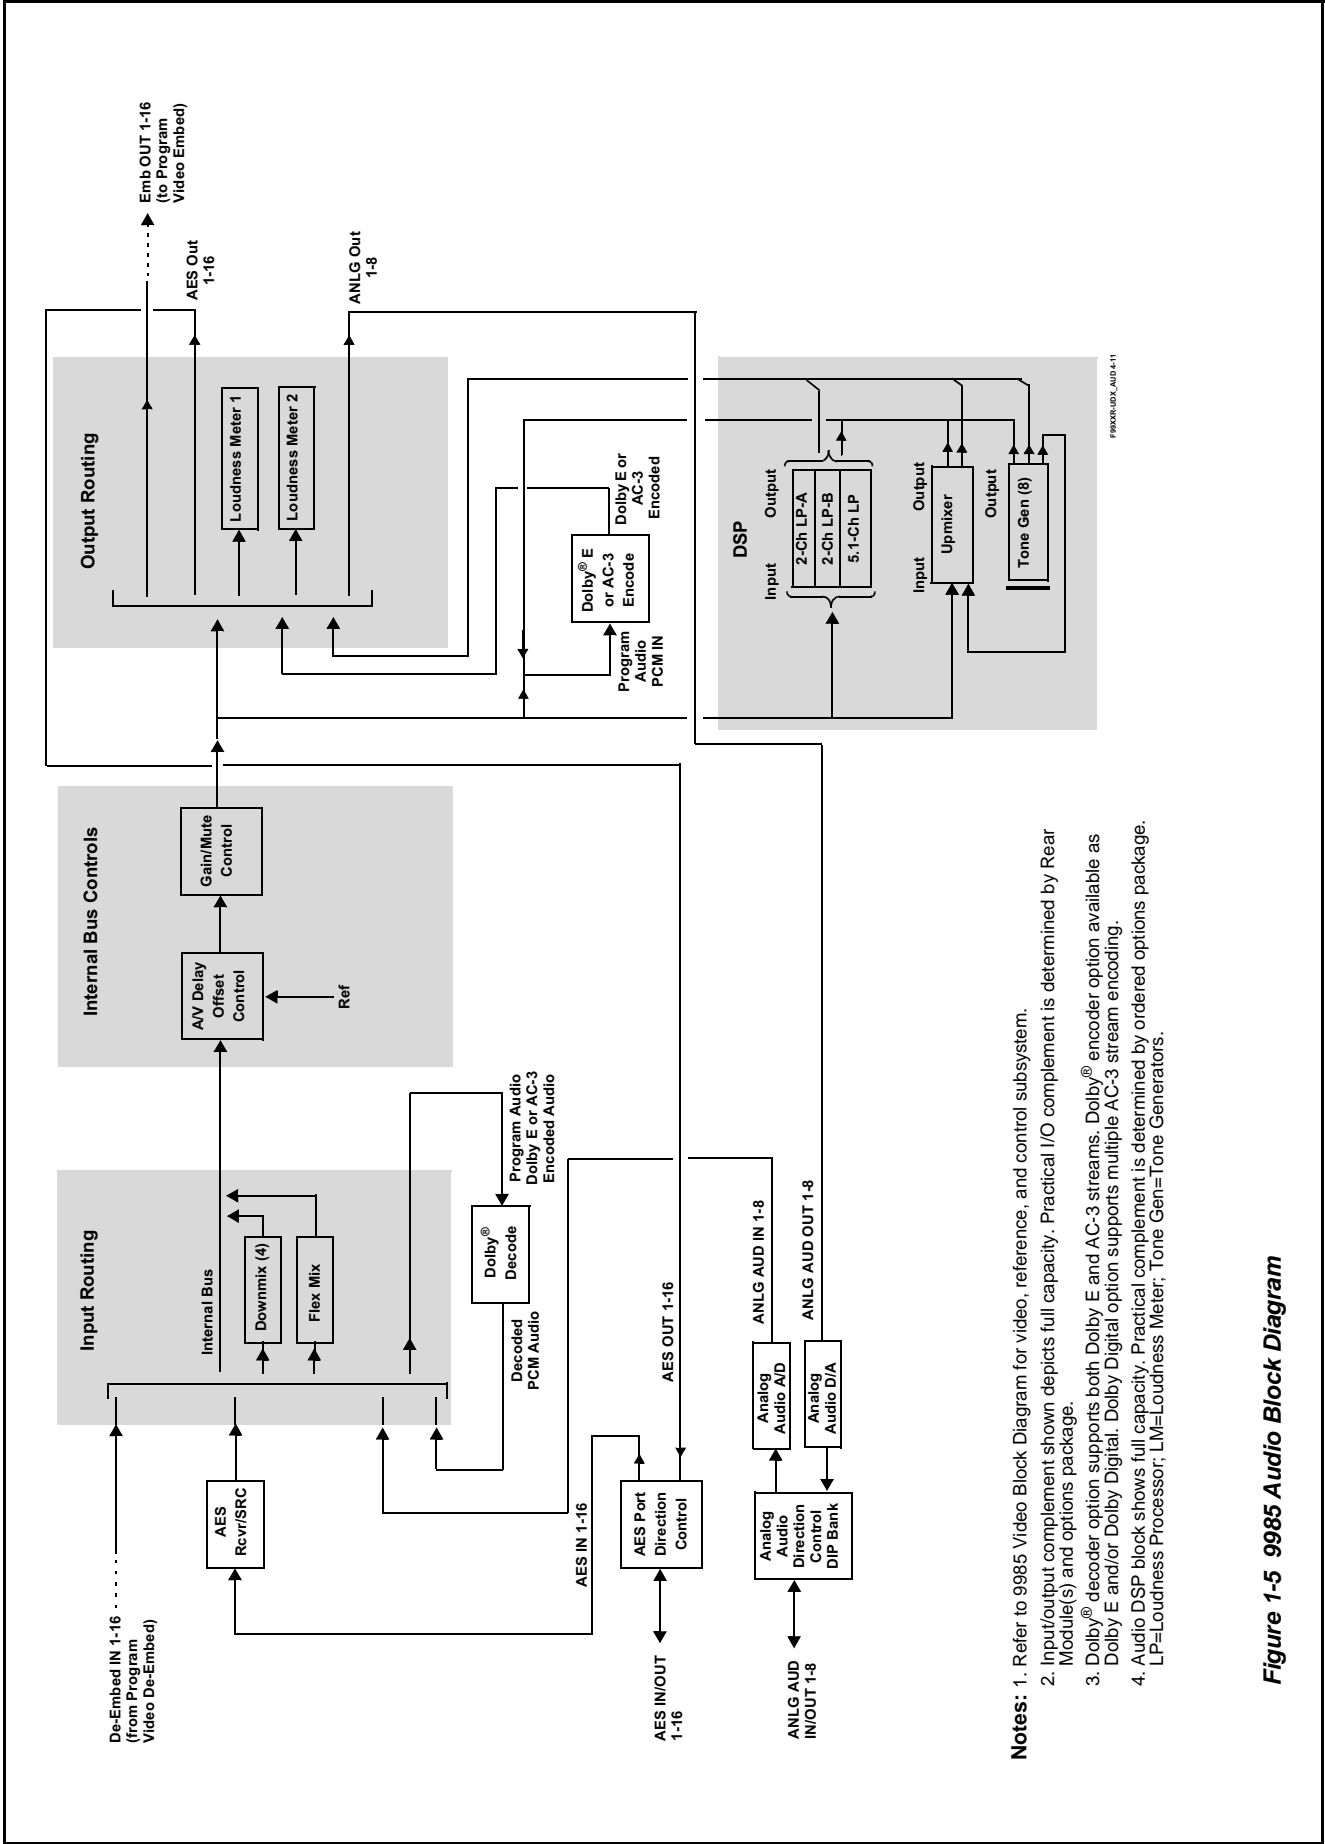 De-Embed IN 1-16
(from Program
Video De-Embed)
Input Routing
Internal Bus
Downmix (4)
Flex Mix
AES
Rcvr/SRC
Internal Bus Controls
A/V Delay
Offset
Control
Ref
Gain/Mute
Control
Output Routing
Loudness Meter 1
Loudness Meter 2
Emb OUT 1-16
(to Program
Video Embed)
AES Out
1-16
ANLG Out
1-8
Decoded
PCM Audio
Dolby® 
Decode
Program Audio
Dolby E or AC-3
Encoded Audio
Program
Audio
PCM IN
Dolby® E
or AC-3
Encode
Dolby E or
AC-3
Encoded
AES IN 1-16
AES IN/OUT
1-16
AES Port
Direction
Control
AES OUT 1-16
ANLG AUD
IN/OUT 1-8
Analog
Audio
Direction
Control
DIP Bank
Analog
Audio A/D
ANLG AUD IN 1-8
Analog
Audio D/A
ANLG AUD OUT 1-8
DSP
Input
Output
2-Ch LP-A
2-Ch LP-B
5.1-Ch LP
Input
Output
Upmixer
Output
Tone Gen (8)
F99XXR-UDX_AUD 4-11
Notes: 1. Refer to 9985 Video Block Diagram for video, reference, and control subsystem.
2. Input/output complement shown depicts full capacity. Practical I/O complement is determined by Rear
Module(s) and options package.
3. Dolby® decoder option supports both Dolby E and AC-3 streams. Dolby® encoder option available as
Dolby E and/or Dolby Digital. Dolby Digital option supports multiple AC-3 stream encoding.
4. Audio DSP block shows full capacity. Practical complement is determined by ordered options package.
LP=Loudness Processor; LM=Loudness Meter; Tone Gen=Tone Generators.
Figure 1-5 9985 Audio Block Diagram